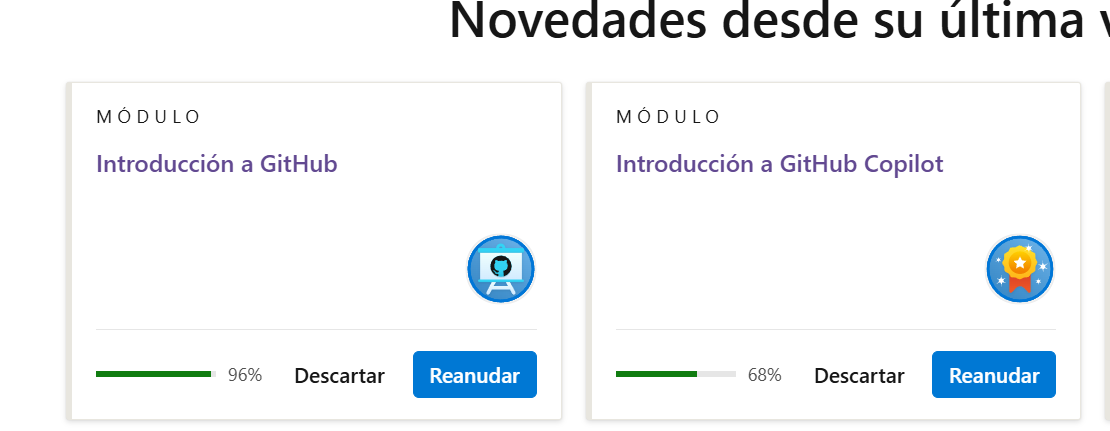 Novedades desde su última
MÓDULO
Introducción a GitHub
96% Descartar Reanudar
MÓDULO
Introducción a GitHub Copilot
68% Descartar Reanudar